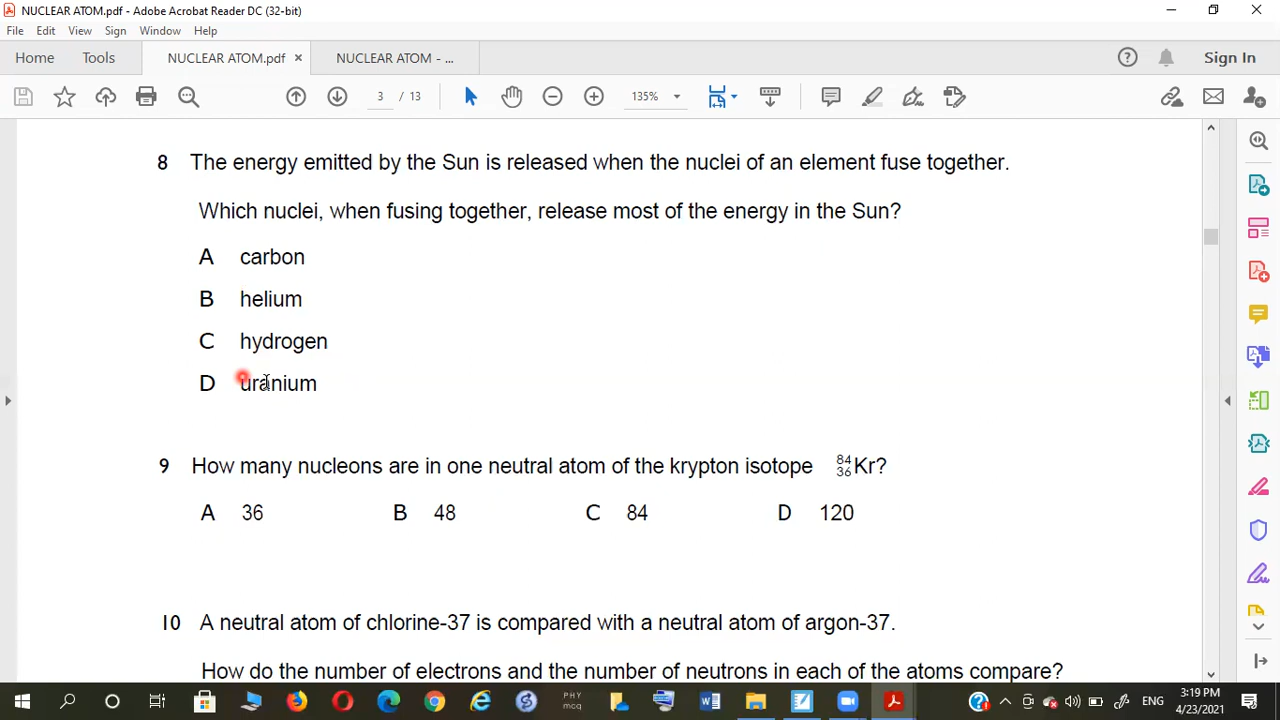 NUCLEAR ATOM.pdf - Adobe Acrobat Reader DC (32-bit)
File Edit View Sign Window Help
Home Tools NUCLEAR ATOM.pdf × NUCLEAR ATOM - ... Sign In
3 / 13 135%
8 The energy emitted by the Sun is released when the nuclei of an element fuse together.
Which nuclei, when fusing together, release most of the energy in the Sun?
A carbon
B helium
C hydrogen
D uranium
9 How many nucleons are in one neutral atom of the krypton isotope 84 36 Kr?
A 36 B 48 C 84 D 120
10 A neutral atom of chlorine-37 is compared with a neutral atom of argon-37.
How do the number of electrons and the number of neutrons in each of the atoms compare?
PHY mcq
ENG 3:19 PM
4/23/2021